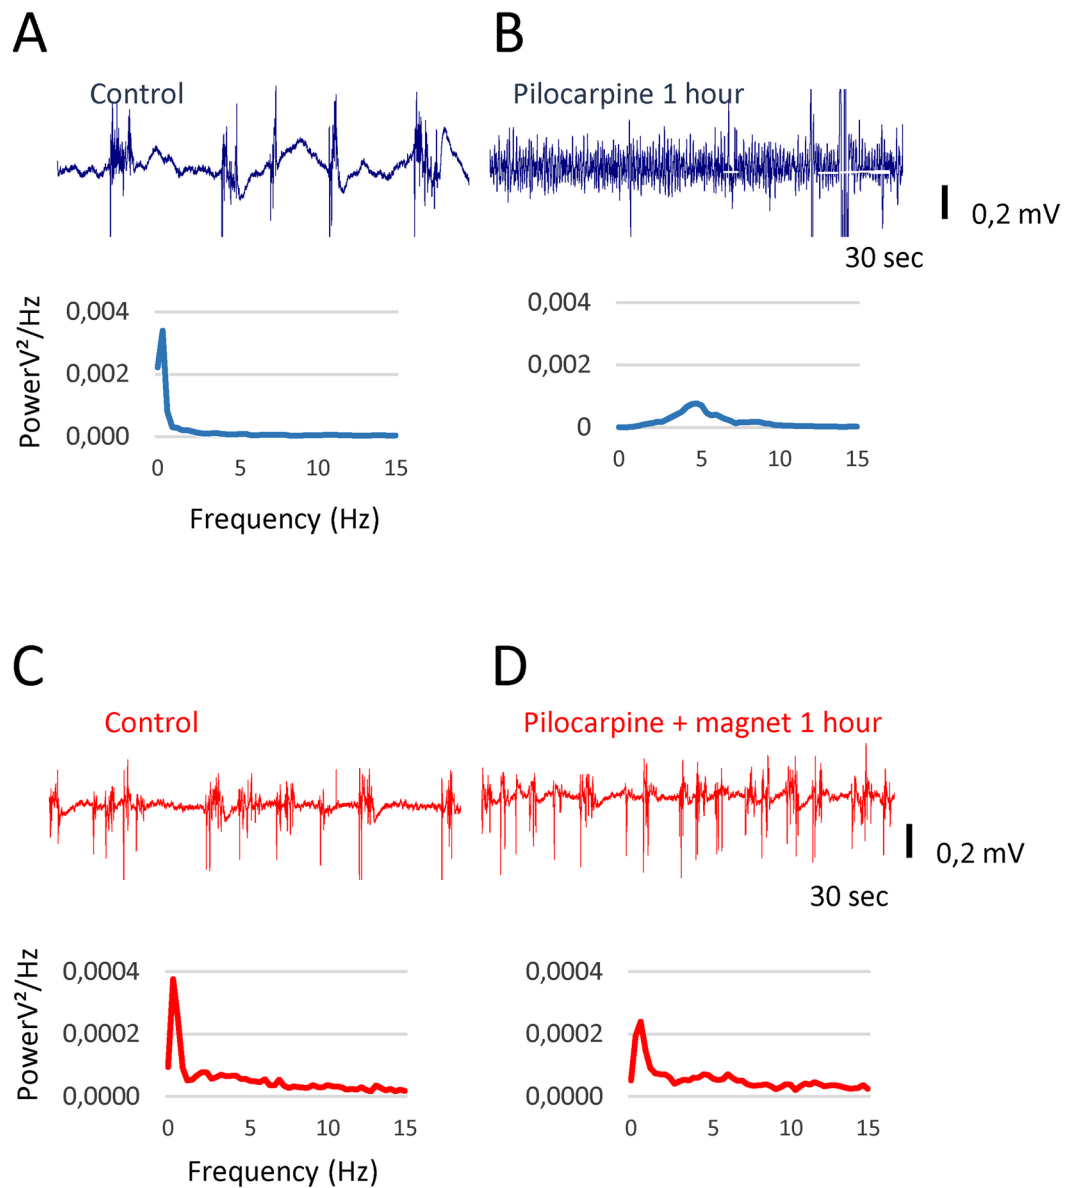 A
B
Control
Pilocarpine 1 hour
0,2 mV
30 sec
PowerV²/Hz
0,004
0,002
0,000
0 5 10 15
Frequency (Hz)
0,004
0,002
0
0 5 10 15
C
D
Control
Pilocarpine + magnet 1 hour
0,2 mV
30 sec
PowerV²/Hz
0,0004
0,0002
0,0000
0 5 10 15
Frequency (Hz)
0,0004
0,0002
0,0000
0 5 10 15